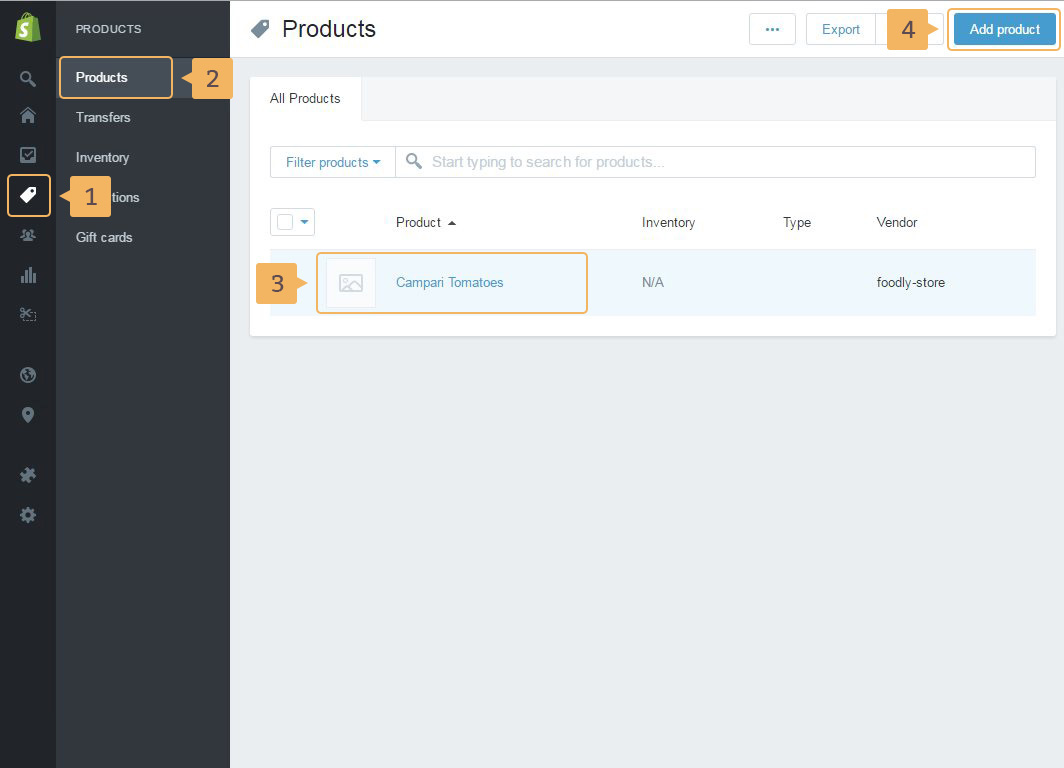 PRODUCTS
Products
2
Transfers
Inventory
1
tions
Gift cards
Products
...
Export
4
Add product
All Products
Filter products
Start typing to search for products...
Product
Inventory
Type
Vendor
3
Campari Tomatoes
N/A
foodly-store